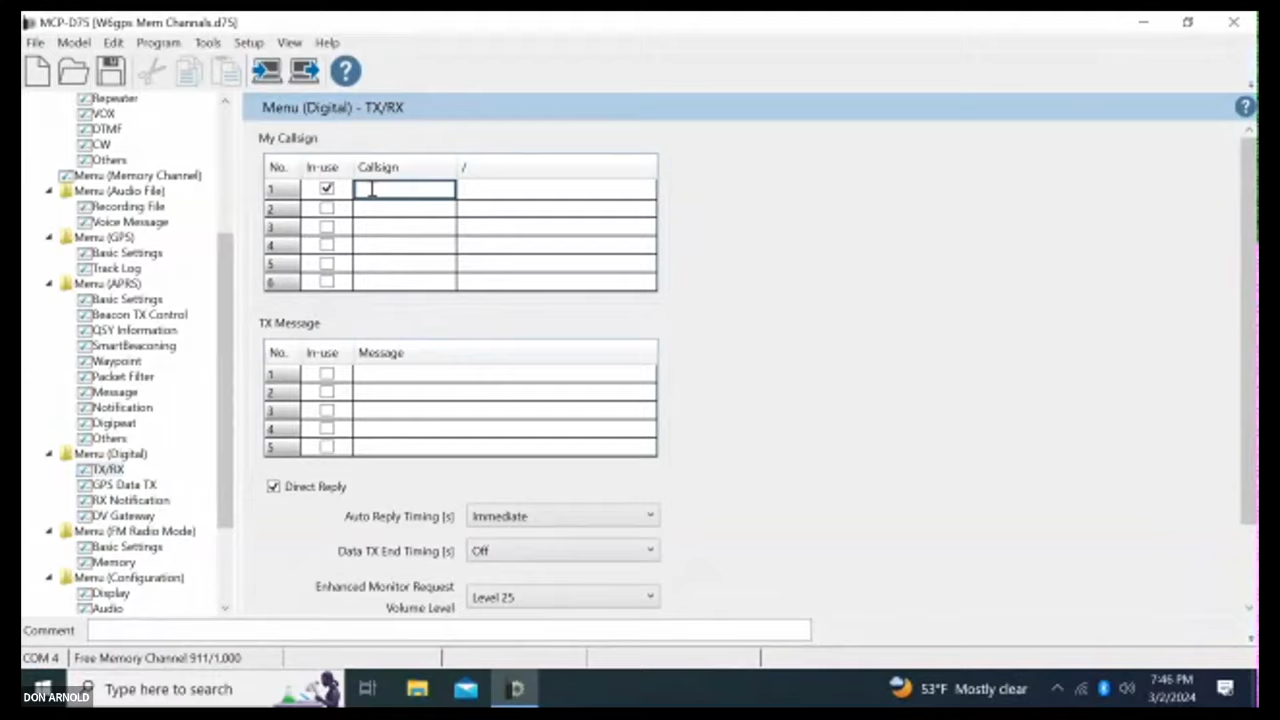 MCP-D75 [W6gps Mem Channels.d75]
File Model Edit Program Tools Setup View Help
Repeater
VOX
DTMF
CW
Others
Menu (Memory Channel)
Menu (Audio File)
Recording File
Voice Message
Menu (GPS)
Basic Settings
Track Log
Menu (APRS)
Basic Settings
Beacon TX Control
QSY Information
SmartBeaconing
Waypoint
Packet Filter
Message
Notification
Digipeat
Others
Menu (Digital)
TX/RX
GPS Data TX
RX Notification
DV Gateway
Menu (FM Radio Mode)
Basic Settings
Memory
Menu (Configuration)
Display
Audio
Menu (Digital) - TX/RX
My Callsign
No. In-use Callsign /
1
2
3
4
5
6
TX Message
No. In-use Message
1
2
3
4
5
Direct Reply
Auto Reply Timing [s] Immediate
Data TX End Timing [s] Off
Enhanced Monitor Request
Volume Level Level 25
Comment
COM 4 Free Memory Channel 911/1,000
Type here to search
53°F Mostly clear
7:46 PM
3/2/2024
DON ARNOLD